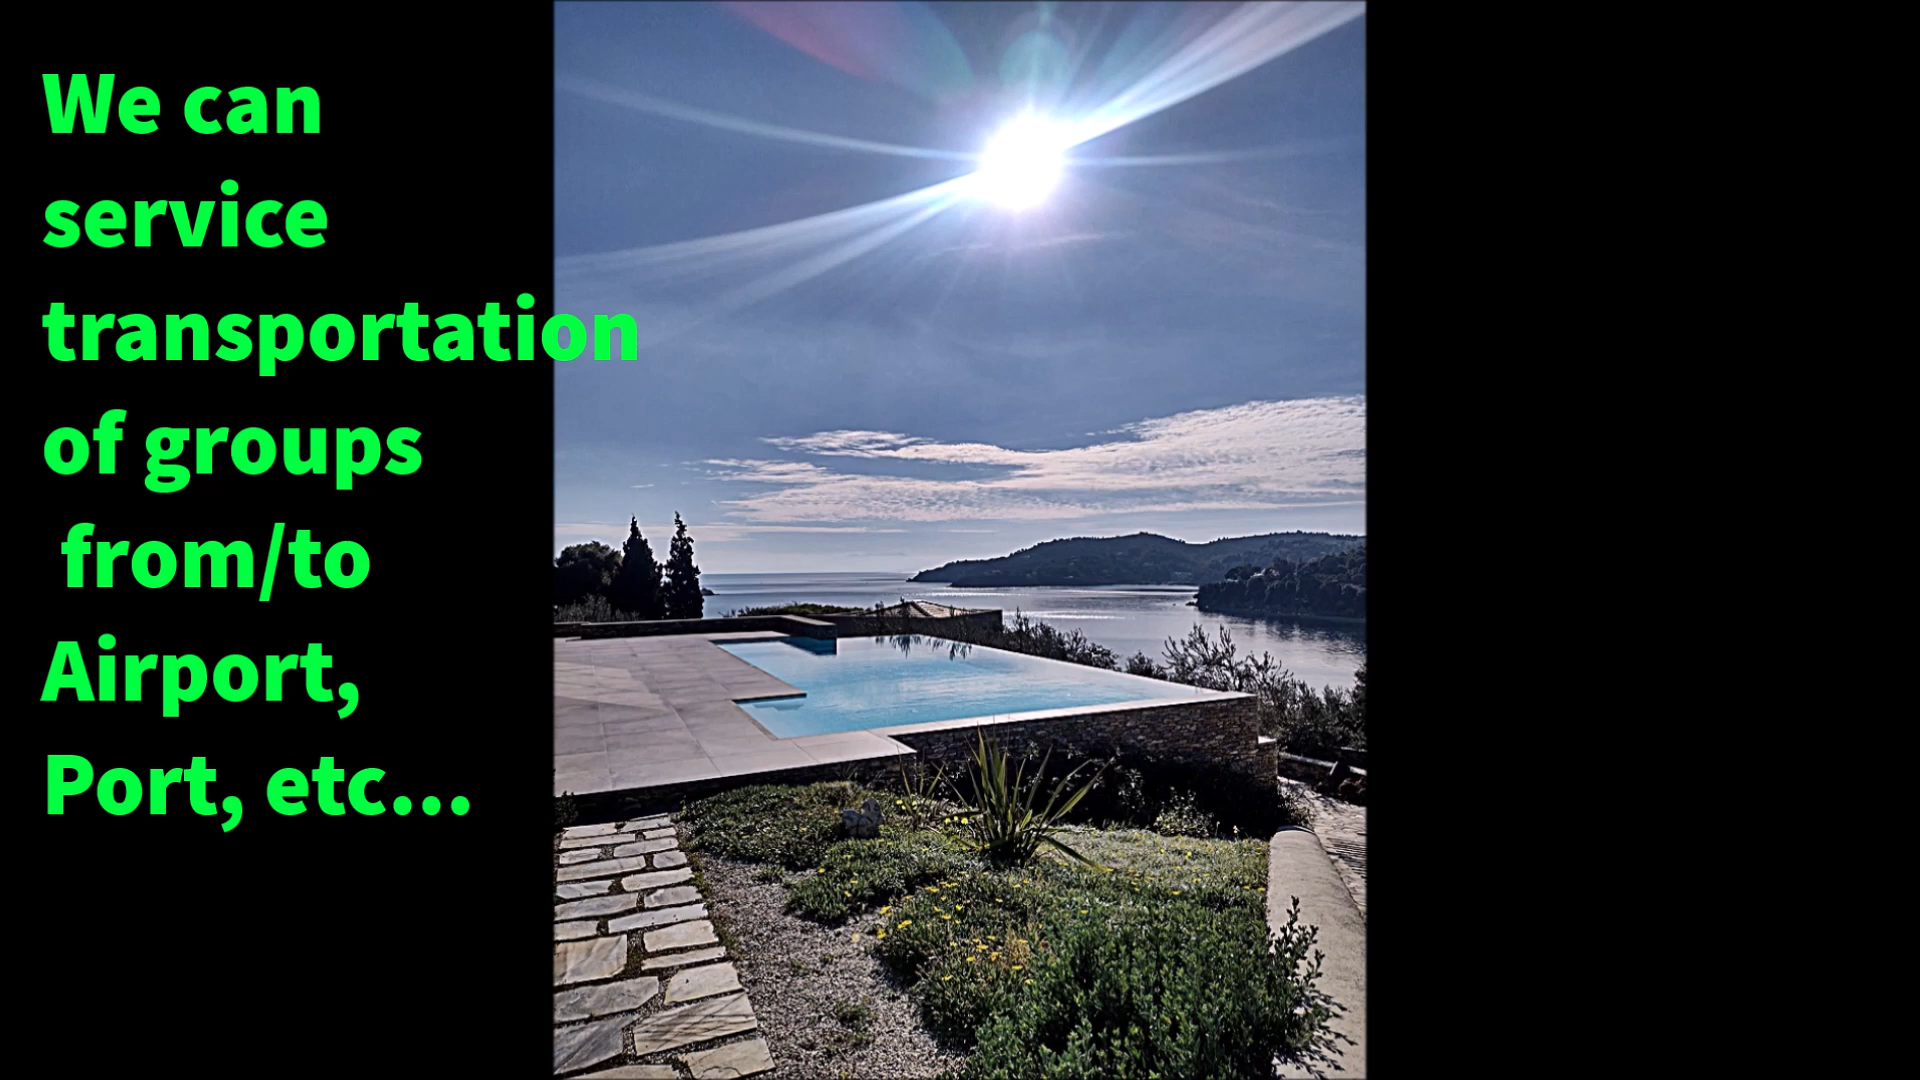 We can
service
transportation
of groups
from/to
Airport,
Port, etc...